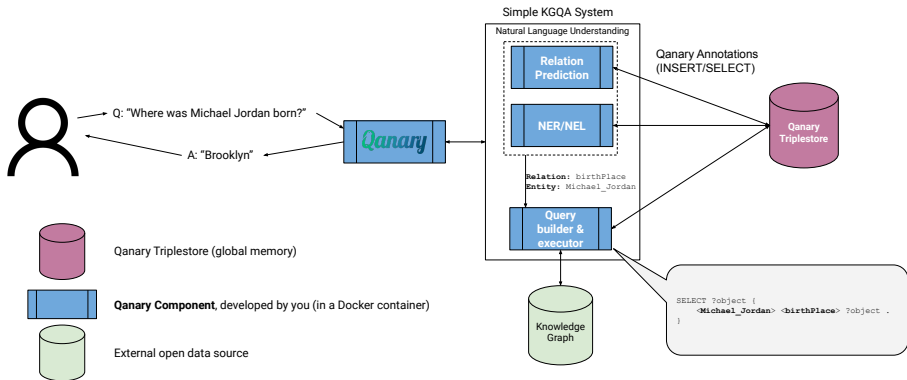 Simple KGQA System
Natural Language Understanding
Relation
Prediction
NER/NEL
Qanary Annotations
(INSERT/SELECT)
Qanary
Triplestore
Q: “Where was Michael Jordan born?”
Qanary
A: “Brooklyn”
Relation: birthPlace
Entity: Michael_Jordan
Query
builder &
executor
Knowledge
Graph
SELECT ?object {
<Michael_Jordan> <birthPlace> ?object .
}
Qanary Triplestore (global memory)
Qanary Component, developed by you (in a Docker container)
External open data source